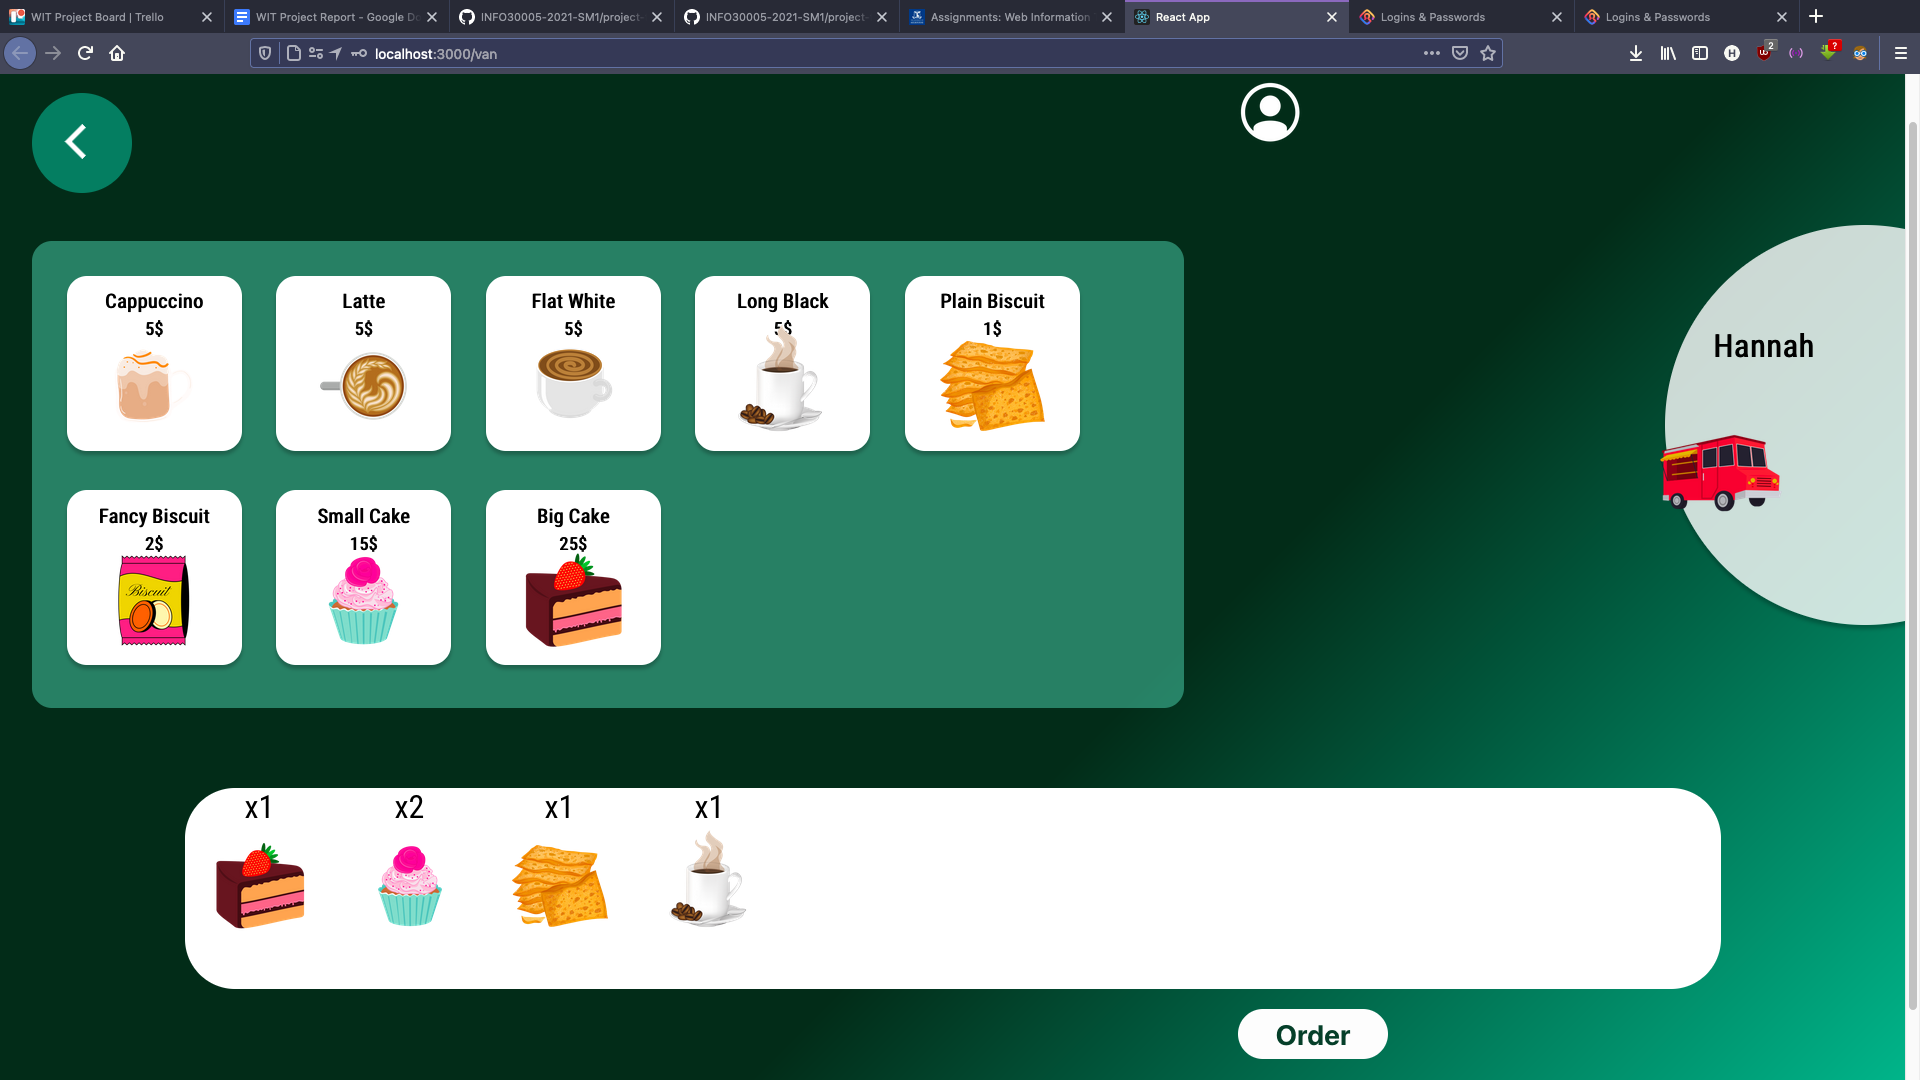 WIT Project Board | Trello
WIT Project Report - Google Do
INFO30005-2021-SM1/project-
INFO30005-2021-SM1/project-
Assignments: Web Information
React App
Logins & Passwords
Logins & Passwords
localhost:3000/van
H
2
?
Cappuccino
5$
Latte
5$
Flat White
5$
Long Black
5$
Plain Biscuit
1$
Hannah
Fancy Biscuit
2$
Biscuit
Small Cake
15$
Big Cake
25$
x1
x2
x1
x1
Order